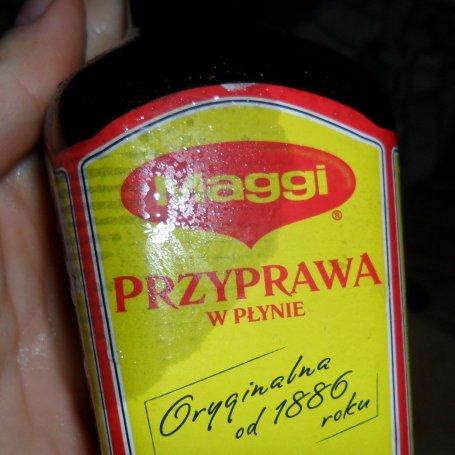 Maggi
®
PRZYPRAWA
W PŁYNIE
Oryginalna
od 1886
roku